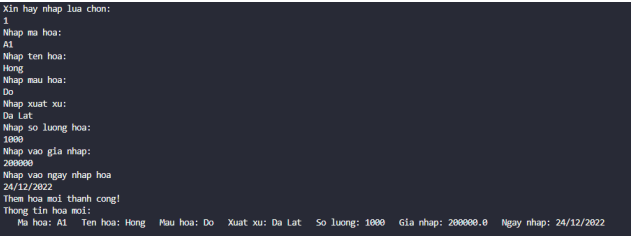 Xin hay nhap lua chon:
1
Nhap ma hoa:
A1
Nhap ten hoa:
Hong
Nhap mau hoa:
Do
Nhap xuat xu:
Da Lat
Nhap so luong hoa:
1000
Nhap vao gia nhap:
200000
Nhap vao ngay nhap hoa
24/12/2022
Them hoa moi thanh cong!
Thong tin hoa moi:
Ma hoa: A1 Ten hoa: Hong Mau hoa: Do Xuat xu: Da Lat So luong: 1000 Gia nhap: 200000.0 Ngay nhap: 24/12/2022